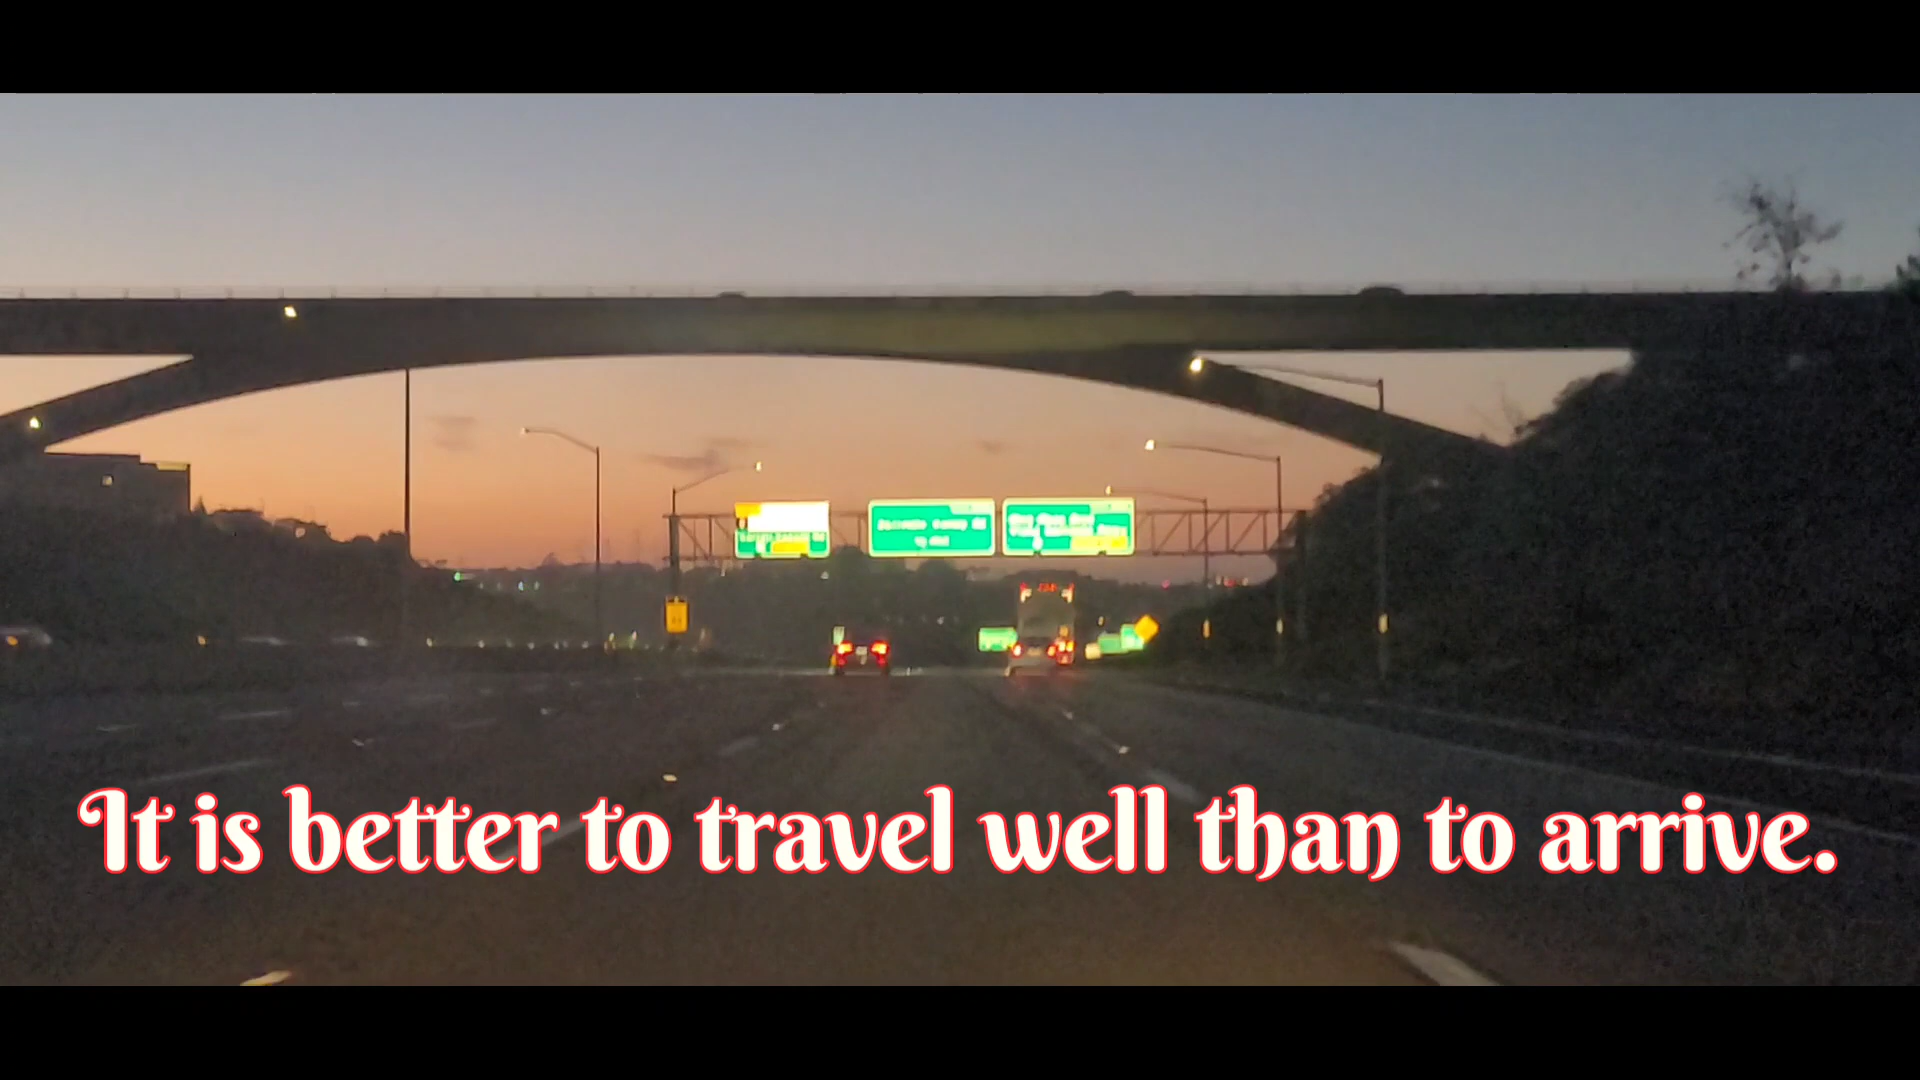 It is better to travel well than to arrive.